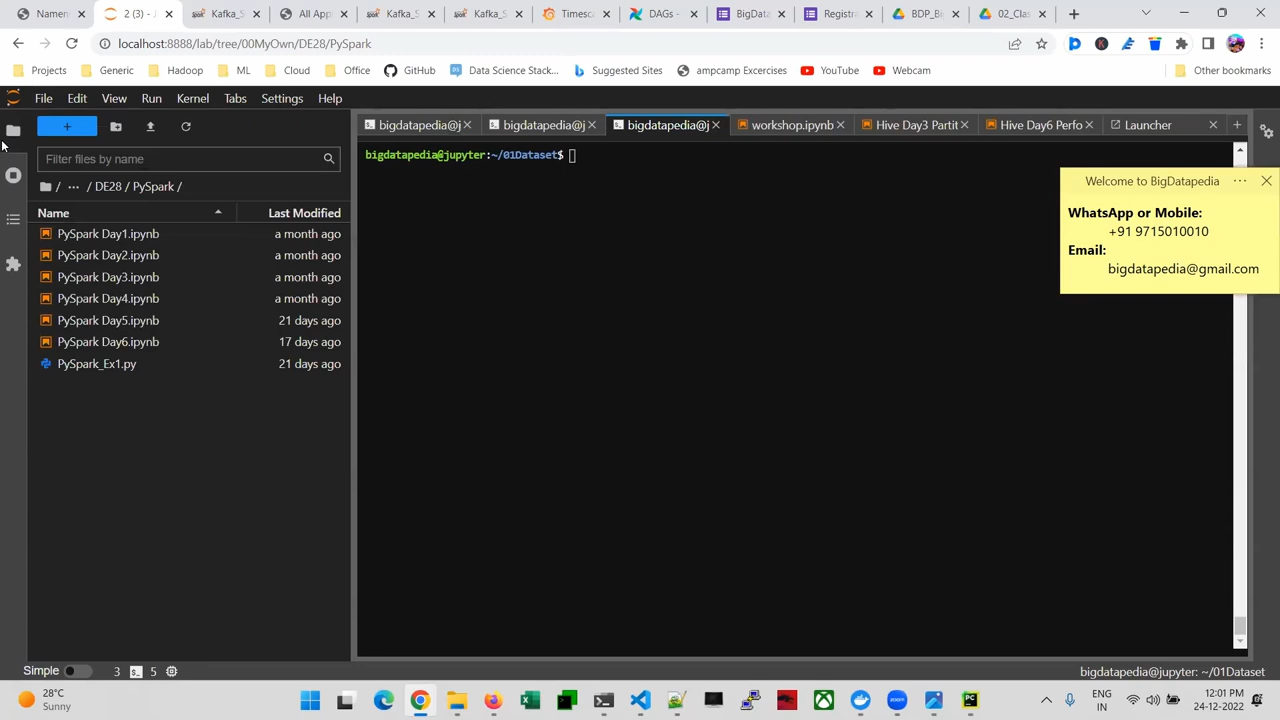 Namen
2 (3) - J
Kafka_S
All App
Kafka_S
Kafka_S
Timesca
DAGs -
BigData
Registra
BDP_Bi
02_Clas
localhost:8888/lab/tree/00MyOwn/DE28/PySpark
Projects
Generic
Hadoop
ML
Cloud
Office
GitHub
Data Science Stack...
Suggested Sites
ampcamp Excercises
YouTube
Webcam
Other bookmarks
File Edit View Run Kernel Tabs Settings Help
bigdatapedia@j
bigdatapedia@j
bigdatapedia@j
workshop.ipynb
Hive Day3 Partit
Hive Day6 Perfo
Launcher
Filter files by name
/ ··· / DE28 / PySpark /
Name Last Modified
PySpark Day1.ipynb a month ago
PySpark Day2.ipynb a month ago
PySpark Day3.ipynb a month ago
PySpark Day4.ipynb a month ago
PySpark Day5.ipynb 21 days ago
PySpark Day6.ipynb 17 days ago
PySpark_Ex1.py 21 days ago
bigdatapedia@jupyter:~/01Dataset$
Welcome to BigDatapedia
WhatsApp or Mobile:
+91 9715010010
Email:
bigdatapedia@gmail.com
Simple 3 5
bigdatapedia@jupyter: ~/01Dataset
28°C
Sunny
ENG
IN
12:01 PM
24-12-2022